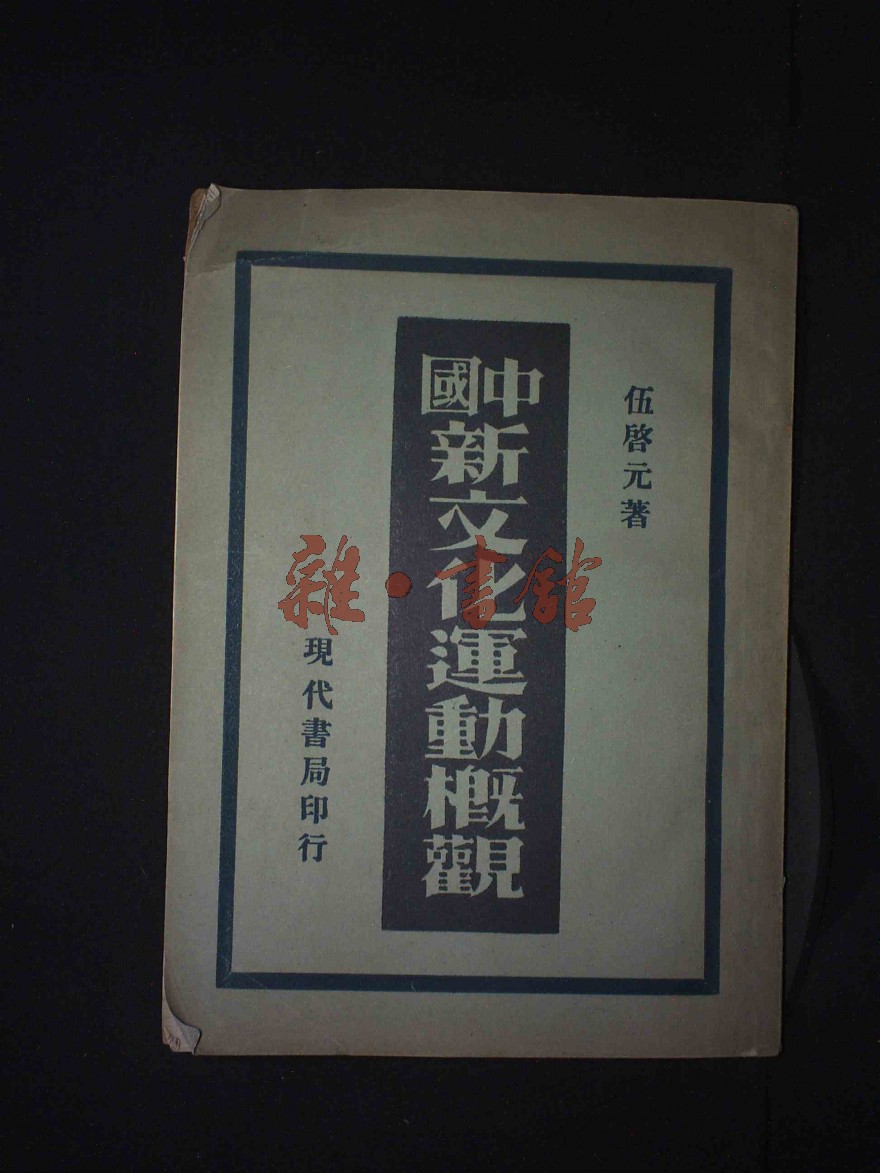 伍啓元著
中國
新文化運動概觀
現代書局印行
雜·書館